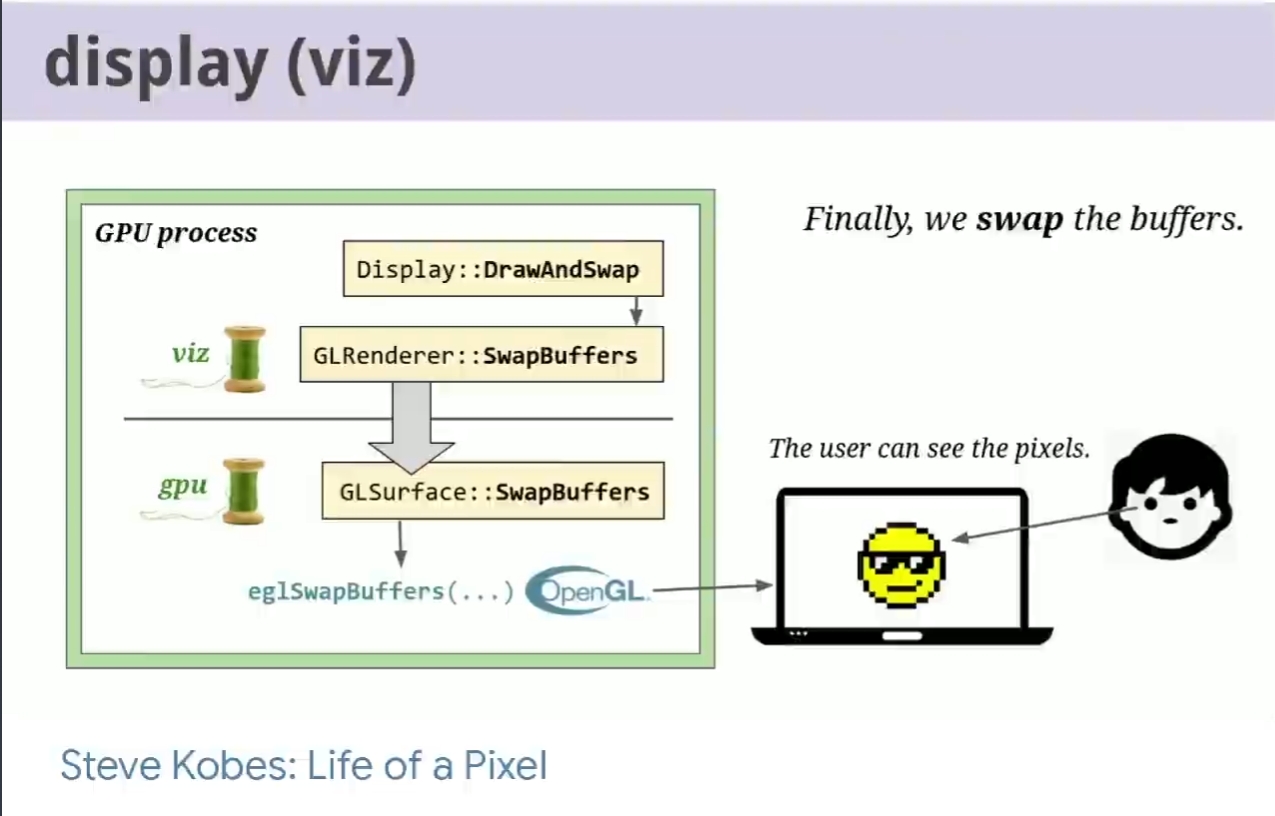 display (viz)
GPU process
Finally, we swap the buffers.
Display::DrawAndSwap
viz
GLRenderer::SwapBuffers
The user can see the pixels.
gpu
GLSurface::SwapBuffers
eglSwapBuffers(...)
OpenGL.
Steve Kobes: Life of a Pixel